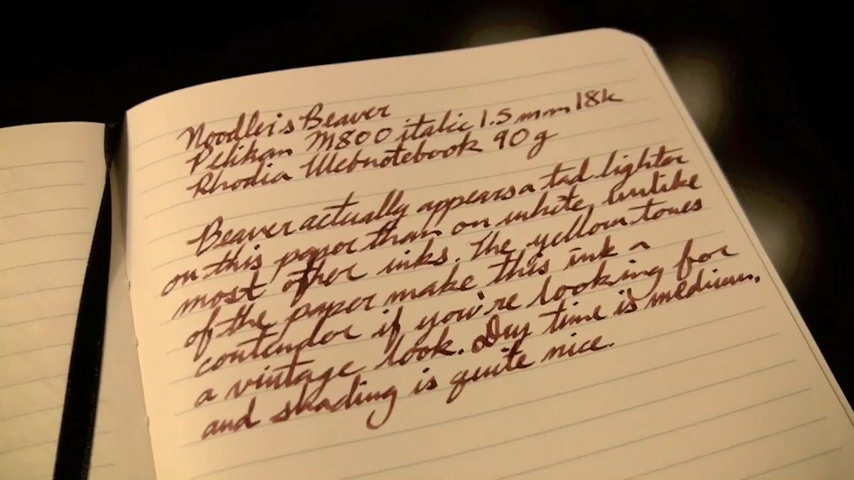 Noodler's Beaver
Pelikan M800 italic 1.5mm 18k
Rhodia Webnotebook 90g
Beaver actually appears a tad lighter
on this paper than on white, unlike
most other inks. The yellow tones
of the paper make this ink a
contender if you're looking for
a vintage look. Dry time is medium,
and shading is quite nice.